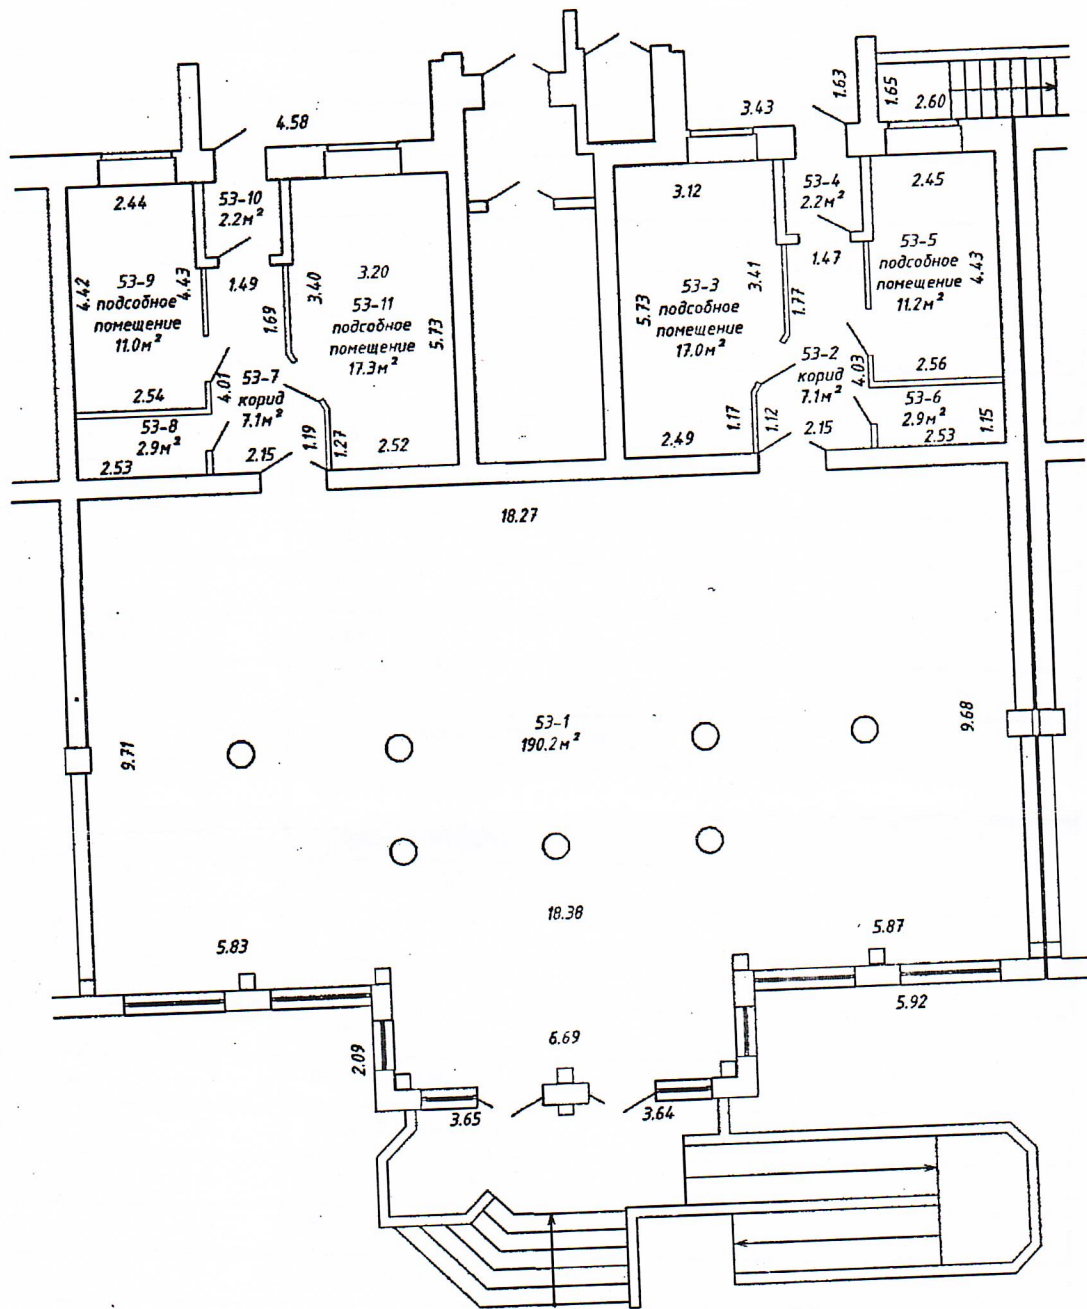 4.58
3.43
1.63
1.65
2.60
2.44
53-10
2.2м²
3.12
53-4
2.2м²
2.45
4.42
53-9
подсобное
помещение
11.0м²
4.43
1.49
1.69
3.40
3.20
53-11
подсобное
помещение
17.3м²
5.73
5.73
53-3
подсобное
помещение
17.0м²
3.41
1.77
1.47
53-5
подсобное
помещение
11.2м²
4.43
2.54
4.01
53-7
корид
7.1м²
53-2
корид
7.1м²
4.03
2.56
53-8
2.9м²
2.53
2.15
1.19
1.27
2.52
2.49
1.17
1.12
2.15
53-6
2.9м²
2.53
1.15
18.27
53-1
190.2м²
9.71
9.68
18.38
5.83
5.87
5.92
2.09
6.69
3.65
3.64